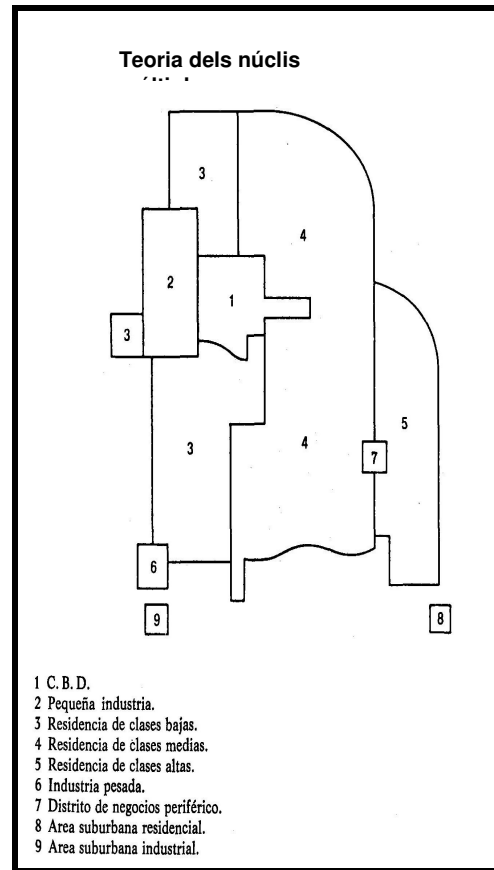 Teoria dels núclis
3
4
2
1
3
5
3
4
7
6
9
8
1 C. B. D.
2 Pequeña industria.
3 Residencia de clases bajas.
4 Residencia de clases medias.
5 Residencia de clases altas.
6 Industria pesada.
7 Distrito de negocios periférico.
8 Area suburbana residencial.
9 Area suburbana industrial.